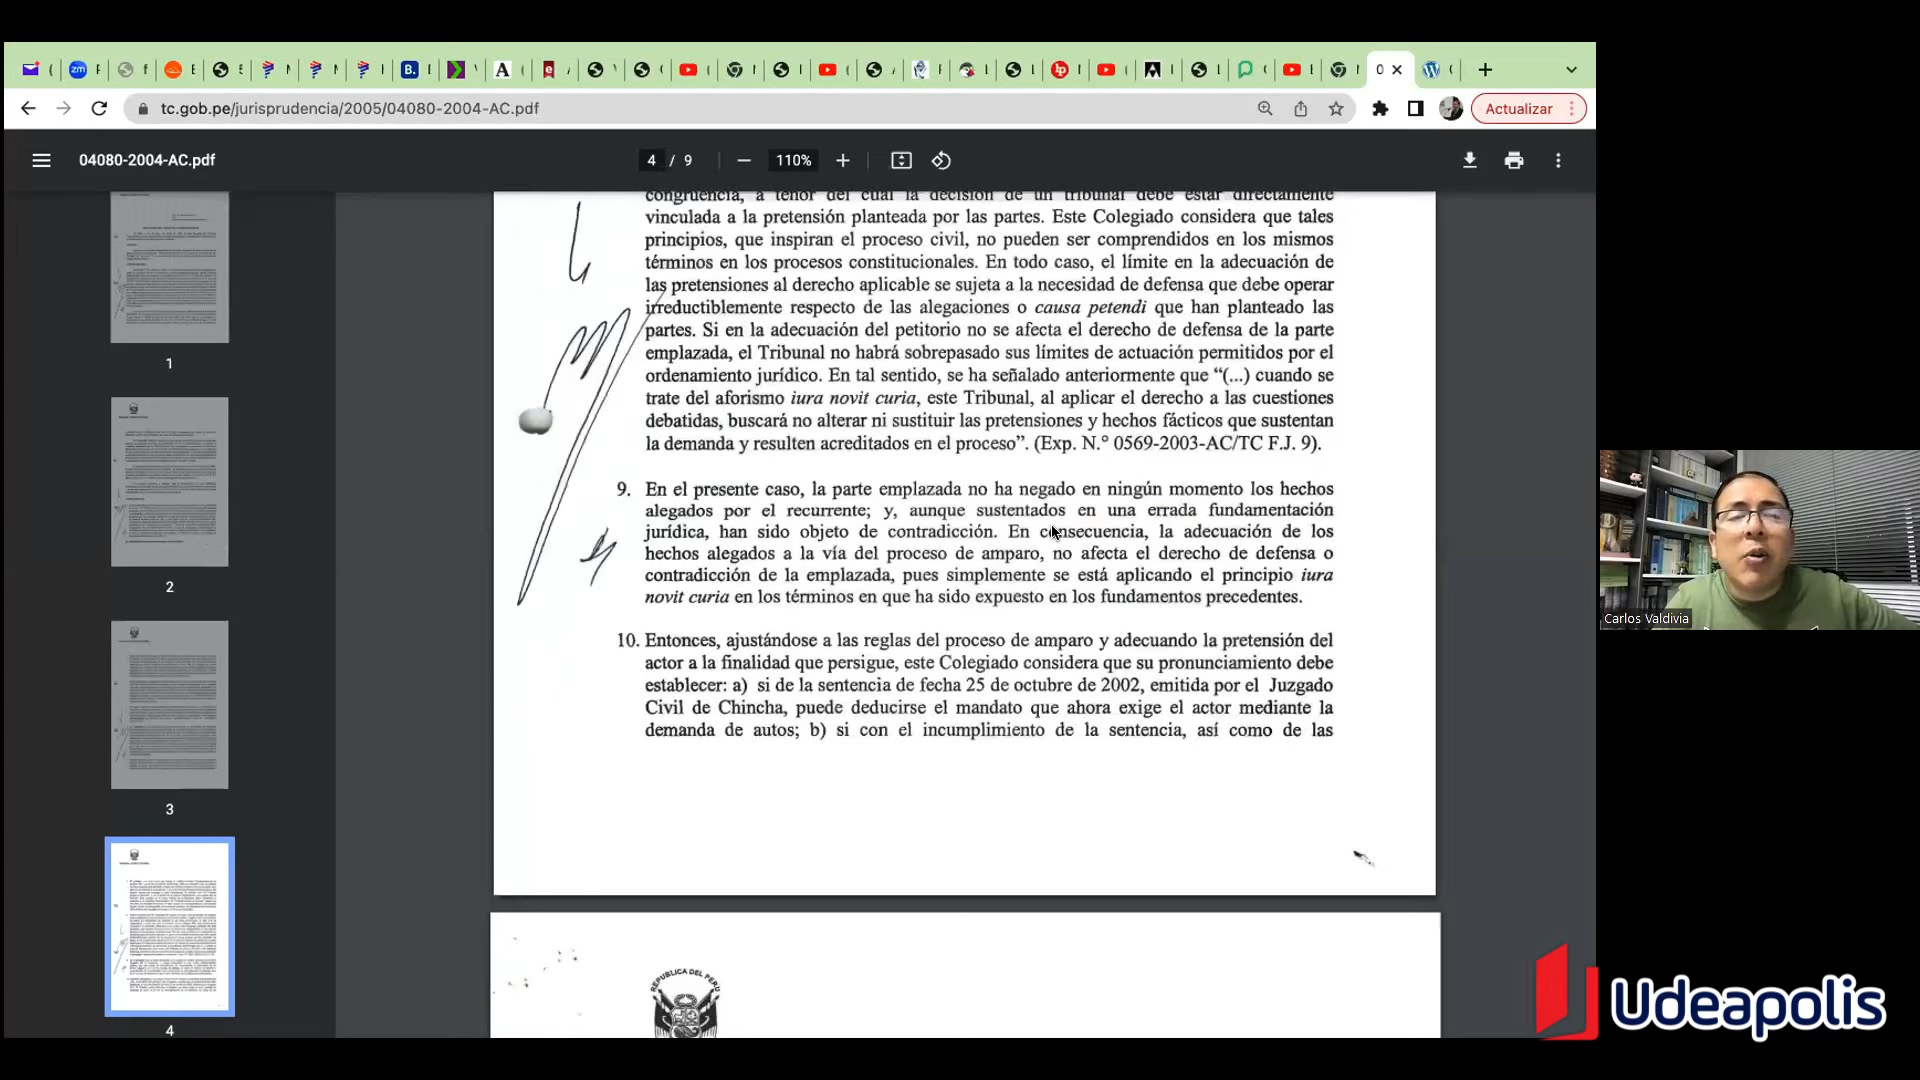 tc.gob.pe/jurisprudencia/2005/04080-2004-AC.pdf
Actualizar
04080-2004-AC.pdf
4 / 9
110%
1
2
3
4
congruencia, a tenor del cual la decisión de un tribunal debe estar directamente
vinculada a la pretensión planteada por las partes. Este Colegiado considera que tales
principios, que inspiran el proceso civil, no pueden ser comprendidos en los mismos
términos en los procesos constitucionales. En todo caso, el límite en la adecuación de
las pretensiones al derecho aplicable se sujeta a la necesidad de defensa que debe operar
irreductiblemente respecto de las alegaciones o causa petendi que han planteado las
partes. Si en la adecuación del petitorio no se afecta el derecho de defensa de la parte
emplazada, el Tribunal no habrá sobrepasado sus límites de actuación permitidos por el
ordenamiento jurídico. En tal sentido, se ha señalado anteriormente que “(...) cuando se
trate del aforismo iura novit curia, este Tribunal, al aplicar el derecho a las cuestiones
debatidas, buscará no alterar ni sustituir las pretensiones y hechos fácticos que sustentan
la demanda y resulten acreditados en el proceso”. (Exp. N.° 0569-2003-AC/TC F.J. 9).
9. En el presente caso, la parte emplazada no ha negado en ningún momento los hechos
alegados por el recurrente; y, aunque sustentados en una errada fundamentación
jurídica, han sido objeto de contradicción. En consecuencia, la adecuación de los
hechos alegados a la vía del proceso de amparo, no afecta el derecho de defensa o
contradicción de la emplazada, pues simplemente se está aplicando el principio iura
novit curia en los términos en que ha sido expuesto en los fundamentos precedentes.
10. Entonces, ajustándose a las reglas del proceso de amparo y adecuando la pretensión del
actor a la finalidad que persigue, este Colegiado considera que su pronunciamiento debe
establecer: a) si de la sentencia de fecha 25 de octubre de 2002, emitida por el Juzgado
Civil de Chincha, puede deducirse el mandato que ahora exige el actor mediante la
demanda de autos; b) si con el incumplimiento de la sentencia, así como de las
REPUBLICA DEL PERU
Carlos Valdivia
Udeapolis